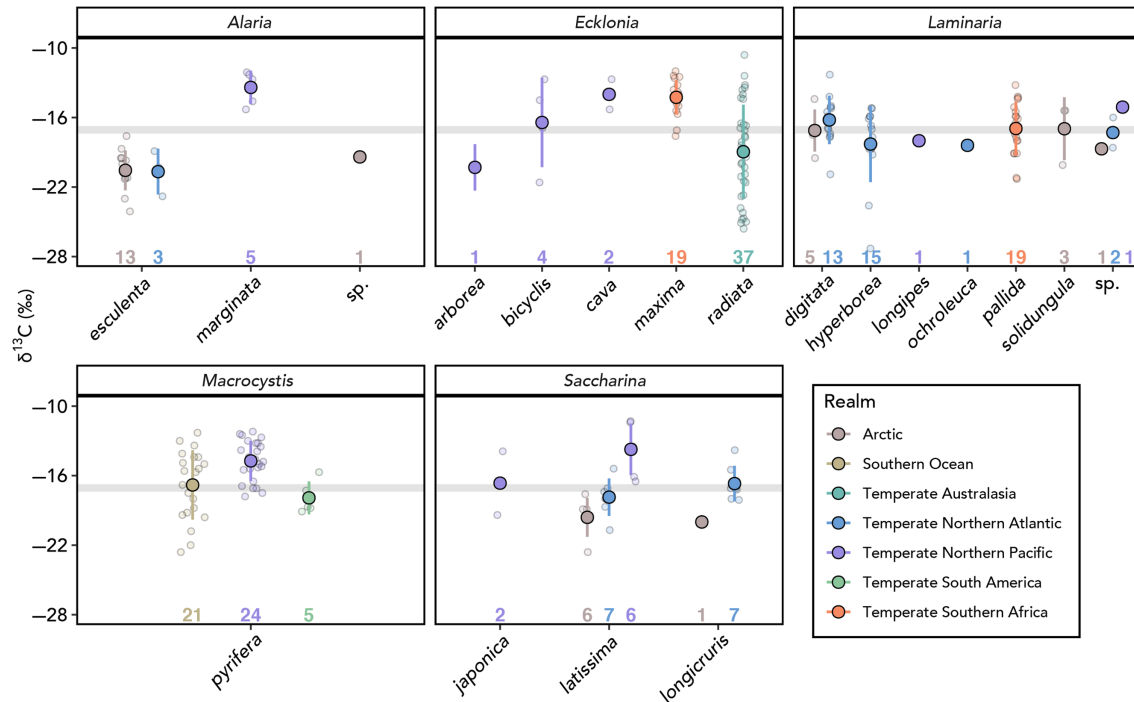 Alaria
Ecklonia
Laminaria
−10
−16
−22
−28
13 3 5 1
1 4 2 19 37
5 13 15 1 1 19 3 1 2 1
esculenta
marginata
sp.
arborea
bicyclis
cava
maxima
radiata
digitata
hyperborea
longipes
ochroleuca
pallida
solidungula
sp.
δ¹³C (‰)
Macrocystis
Saccharina
−10
−16
−22
−28
21 24 5
2 6 7 6 1 7
pyrifera
japonica
latissima
longicruris
Realm
Arctic
Southern Ocean
Temperate Australasia
Temperate Northern Atlantic
Temperate Northern Pacific
Temperate South America
Temperate Southern Africa